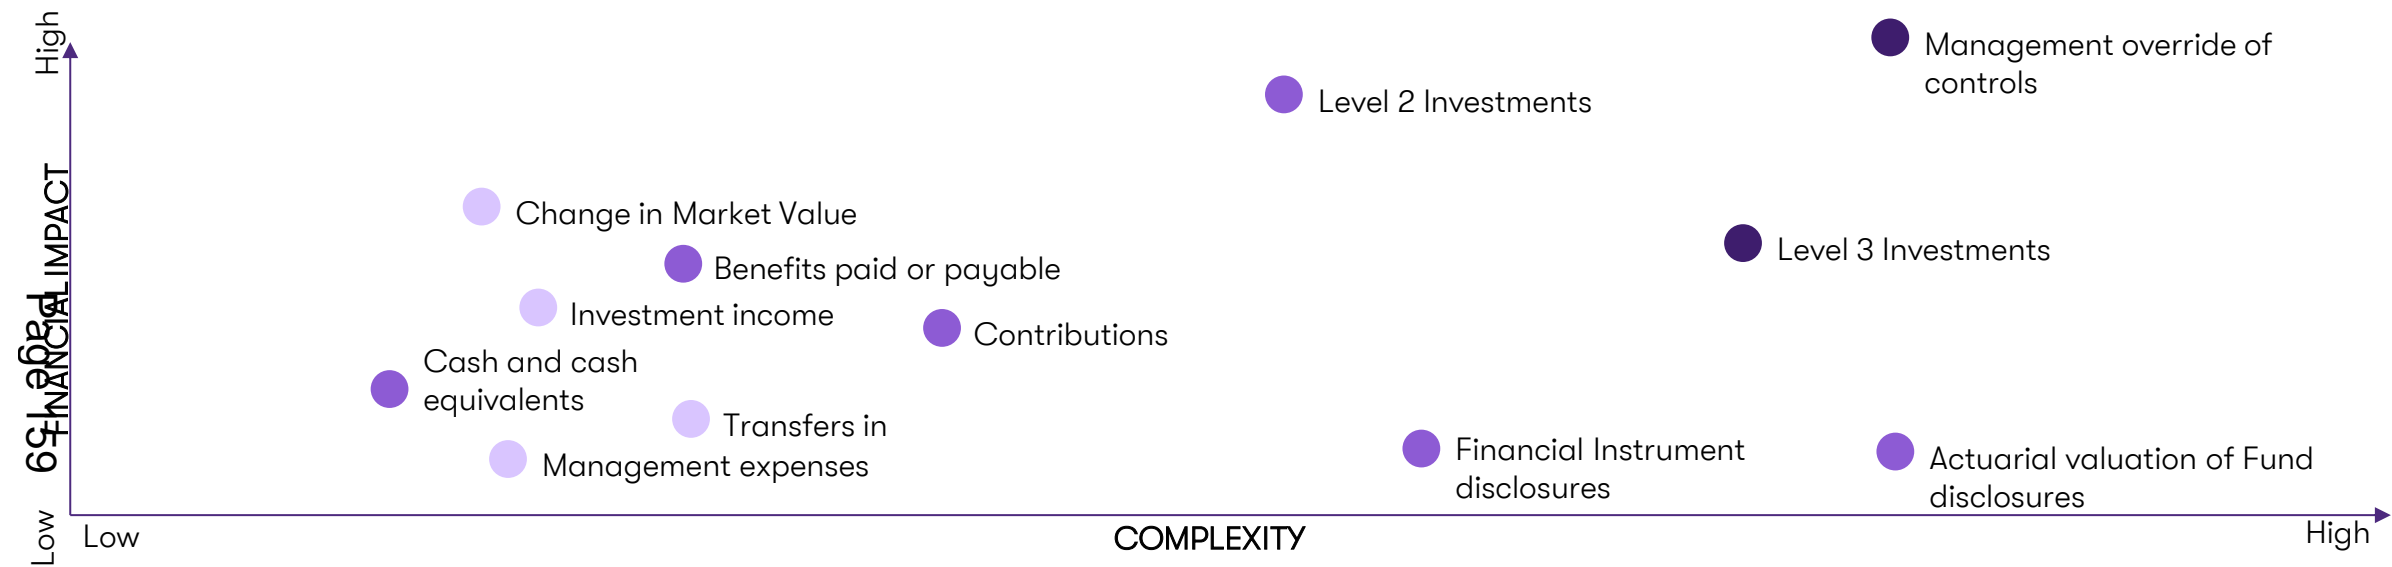 High
Management override of
controls
Level 2 Investments
Change in Market Value
Level 3 Investments
Benefits paid or payable
Investment income
Contributions
FINANCIAL IMPACT
Page 159
Cash and cash
equivalents
Transfers in
Management expenses
Financial Instrument
disclosures
Actuarial valuation of Fund
disclosures
Low
Low
COMPLEXITY
High